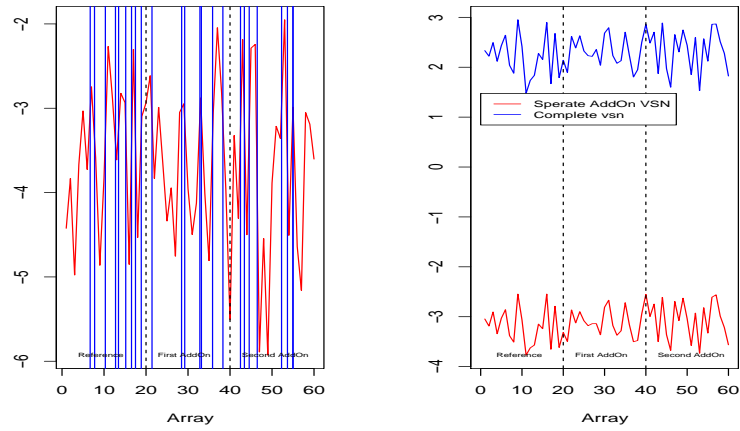 -2
-3
-4
-5
-6
Reference
First AddOn
Second AddOn
0 10 20 30 40 50 60
Array
3
2
1
0
-1
-2
-3
-4
Sperate AddOn VSN
Complete vsn
Reference
First AddOn
Second AddOn
0 10 20 30 40 50 60
Array